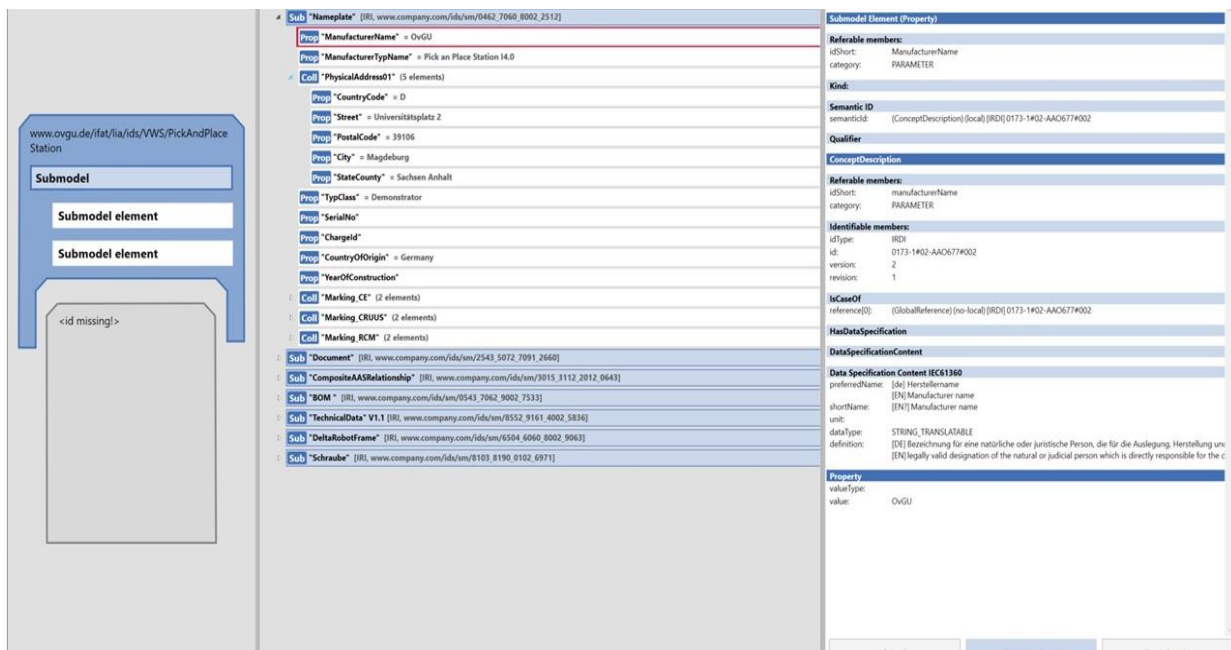 www.ovgu.de/ifat/lia/ids/VWS/PickAndPlace
Station
Submodel
Submodel element
Submodel element
<id missing!>
Sub "Nameplate" [IRI, www.company.com/ids/sm/0462_7060_8002_2512]
Prop "ManufacturerName" = OvGU
Prop "ManufacturerTypName" = Pick an Place Station I4.0
Coll "PhysicalAddress01" (5 elements)
Prop "CountryCode" = D
Prop "Street" = Universitätsplatz 2
Prop "PostalCode" = 39106
Prop "City" = Magdeburg
Prop "StateCounty" = Sachsen Anhalt
Prop "TypClass" = Demonstrator
Prop "SerialNo"
Prop "ChargeId"
Prop "CountryOfOrigin" = Germany
Prop "YearOfConstruction"
Coll "Marking_CE" (2 elements)
Coll "Marking_CRUUS" (2 elements)
Coll "Marking_RCM" (2 elements)
Sub "Document" [IRI, www.company.com/ids/sm/2543_5072_7091_2660]
Sub "CompositeAASRelationship" [IRI, www.company.com/ids/sm/3015_3112_2012_0643]
Sub "BOM " [IRI, www.company.com/ids/sm/0543_7062_9002_7533]
Sub "TechnicalData" V1.1 [IRI, www.company.com/ids/sm/8552_9161_4002_5836]
Sub "DeltaRobotFrame" [IRI, www.company.com/ids/sm/6504_6060_8002_9063]
Sub "Schraube" [IRI, www.company.com/ids/sm/8103_8190_0102_6971]
Submodel Element (Property)
Referable members:
idShort: ManufacturerName
category: PARAMETER
Kind:
Semantic ID
semanticId: (ConceptDescription) (local) [IRDI] 0173-1#02-AAO677#002
Qualifier
ConceptDescription
Referable members:
idShort: manufacturerName
category: PARAMETER
Identifiable members:
idType: IRDI
id: 0173-1#02-AAO677#002
version: 2
revision: 1
IsCaseOf
reference[0]: (GlobalReference) (no-local) [IRDI] 0173-1#02-AAO677#002
HasDataSpecification
DataSpecificationContent
Data Specification Content IEC61360
preferredName: [de] Herstellername
[EN] Manufacturer name
shortName: [EN?] Manufacturer name
unit:
dataType: STRING_TRANSLATABLE
definition: [DE] Bezeichnung für eine natürliche oder juristische Person, die für die Auslegung, Herstellung
[EN] legally valid designation of the natural or judicial person which is directly responsible for the
Property
valueType:
value: OvGU